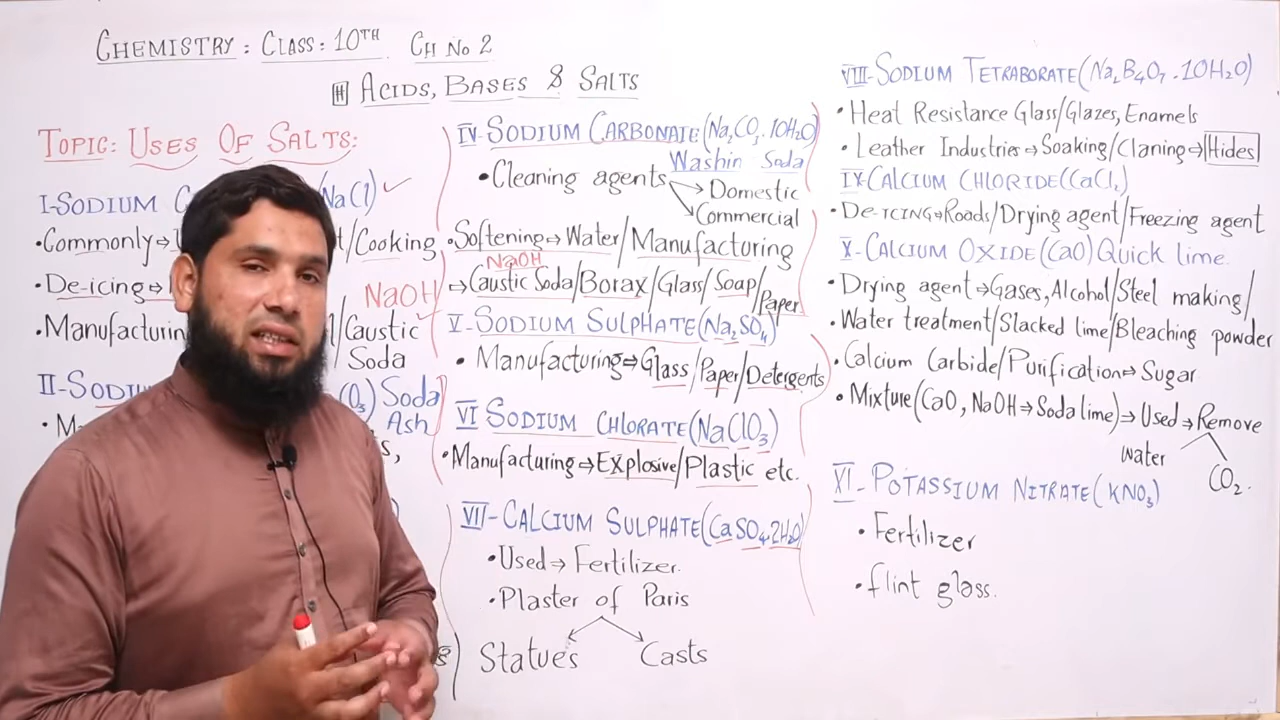 CHEMISTRY: CLASS: 10TH CH No 2
ACIDS, BASES & SALTS
TOPIC: USES OF SALTS:
I-SODIUM (NaCl)
•Commonly→ /Cooking
•De-icing→ NaOH
•Manufacturin /Caustic
Soda
II-SODIU O3) Soda
Ash
IV-SODIUM CARBONATE(Na2CO3.10H2O)
Washin Soda
•Cleaning agents →Domestic
Commercial
•Softening→Water/Manufacturing
NaOH
→Caustic Soda/Borax/Glass/Soap/
Paper
V-SODIUM SULPHATE(Na2SO4)
•Manufacturing→Glass/Paper/Detergents
VI SODIUM CHLORATE(NaClO3)
•Manufacturing→Explosive/Plastic etc.
VII-CALCIUM SULPHATE(CaSO4.2H2O)
•Used→Fertilizer.
•Plaster of Paris
Statues Casts
VIII-SODIUM TETRABORATE(Na2B4O7.10H2O)
•Heat Resistance Glass/Glazes, Enamels
•Leather Industries→Soaking/Claning→Hides
IX-CALCIUM CHLORIDE(CaCl2)
•De-ICING→Roads/Drying agent/Freezing agent
X-CALCIUM OXIDE(CaO)Quick lime.
•Drying agent→Gases, Alcohol/Steel making/
•Water treatment/Slacked lime/Bleaching powder
•Calcium Carbide/Purification→Sugar
•Mixture(CaO, NaOH→Soda lime)→Used→Remove
water CO2.
XI-POTASSIUM NITRATE(KNO3)
•Fertilizer
•flint glass.